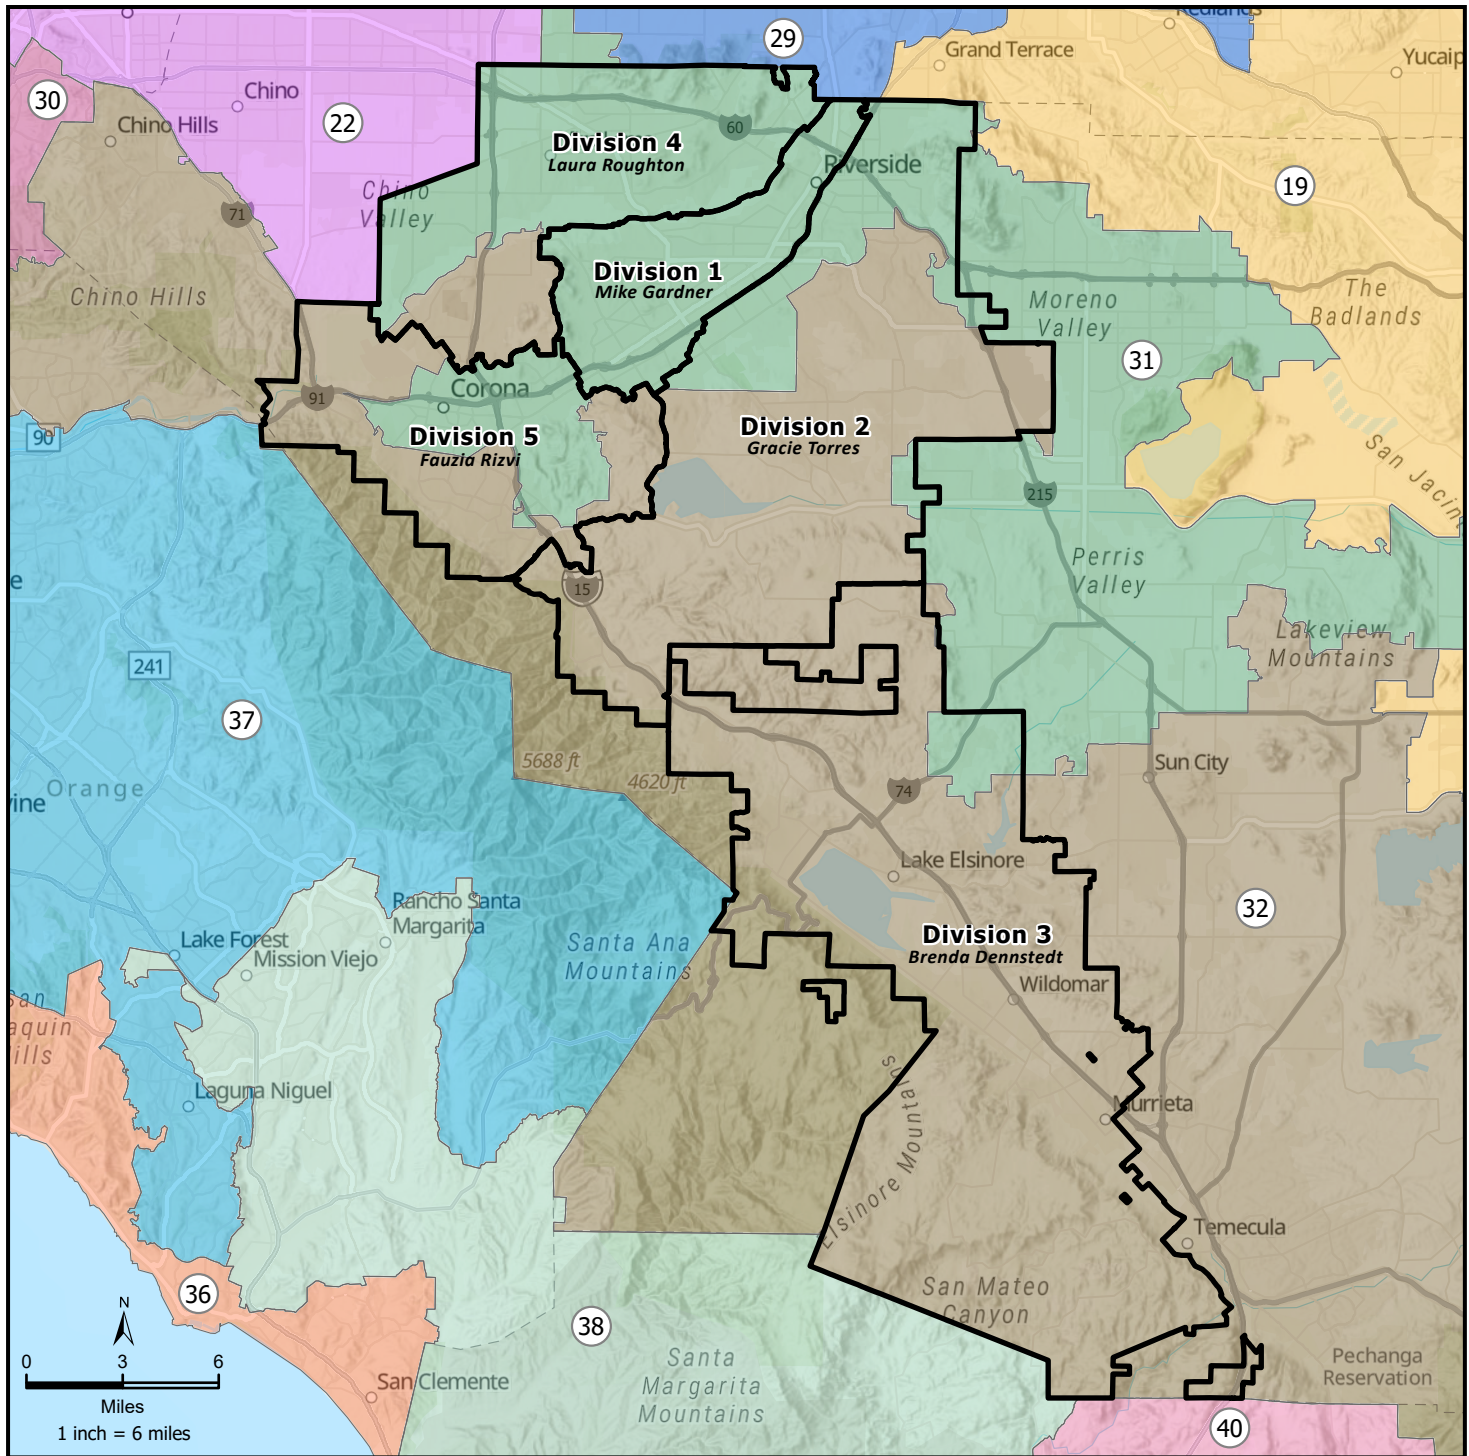 Redlands
29
Grand Terrace
Yucaip
Chino
30
22
Chino Hills
60
Division 4
Laura Roughton
Riverside
19
Chino
Valley
71
Division 1
Mike Gardner
Chino Hills
Moreno
Valley
The
Badlands
31
Corona
91
90
Division 5
Fauzia Rizvi
Division 2
Gracie Torres
San Jacin
215
e
15
Perris
Valley
Lakeview
Mountains
241
37
5688 ft
4620 ft
Sun City
Orange
vine
74
Lake Elsinore
Rancho Santa
Margarita
32
Lake Forest
Mission Viejo
Santa Ana
Mountains
Division 3
Brenda Dennstedt
Wildomar
San
aquin
ills
Laguna Niguel
Elsinore Mountains
Murrieta
Temecula
36
38
San Mateo
Canyon
N
0 3 6
Miles
1 inch = 6 miles
San Clemente
Santa
Margarita
Mountains
Pechanga
Reservation
40